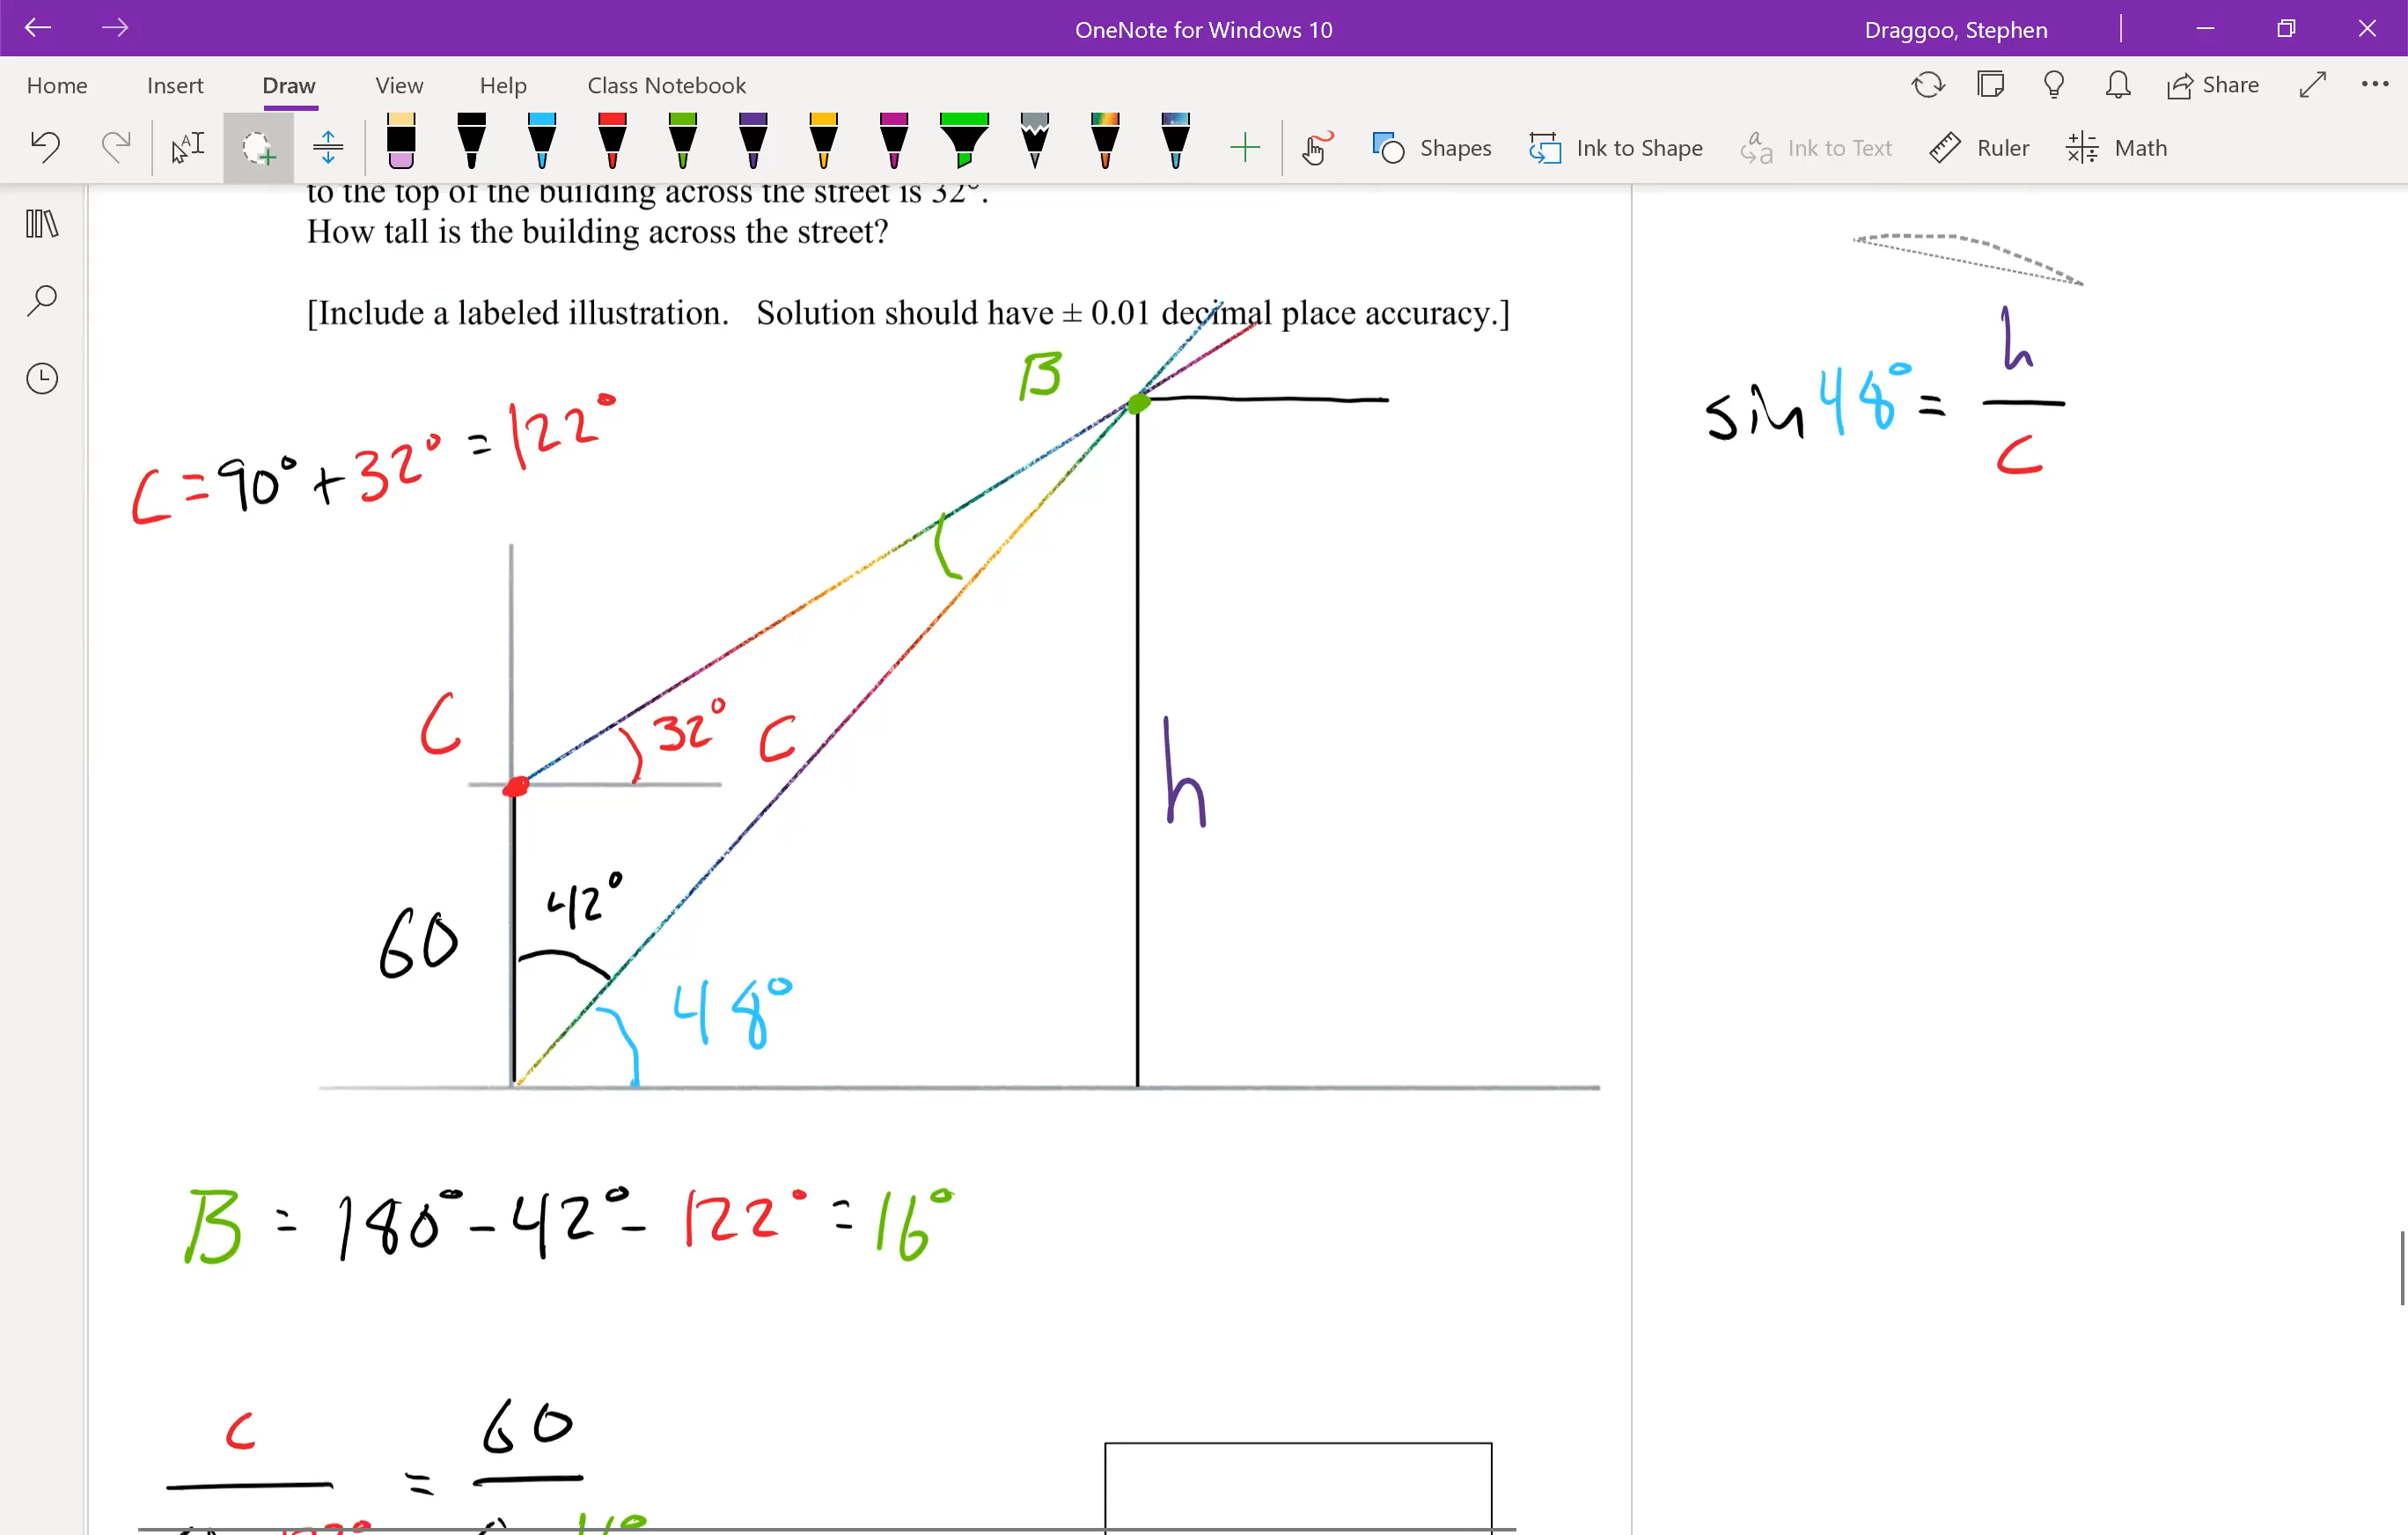 OneNote for Windows 10
Draggoo, Stephen
Home Insert Draw View Help Class Notebook
Share
Shapes Ink to Shape Ink to Text Ruler Math
to the top of the building across the street is 32°.
How tall is the building across the street?
[Include a labeled illustration. Solution should have ± 0.01 decimal place accuracy.]
B
C = 90° + 32° = 122°
sin 48° = h / c
C
32°
c
h
42°
60
48°
B = 180° - 42° - 122° = 16°
c = 60